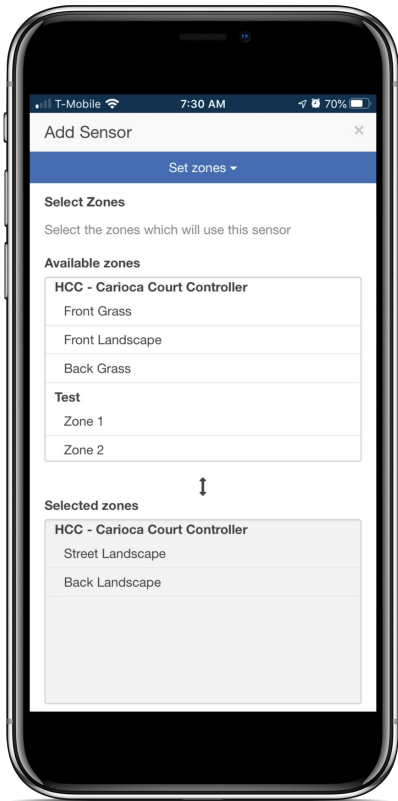 T-Mobile 7:30 AM 70%
Add Sensor ×
Set zones
Select Zones
Select the zones which will use this sensor
Available zones
HCC - Carioca Court Controller
Front Grass
Front Landscape
Back Grass
Test
Zone 1
Zone 2
Selected zones
HCC - Carioca Court Controller
Street Landscape
Back Landscape